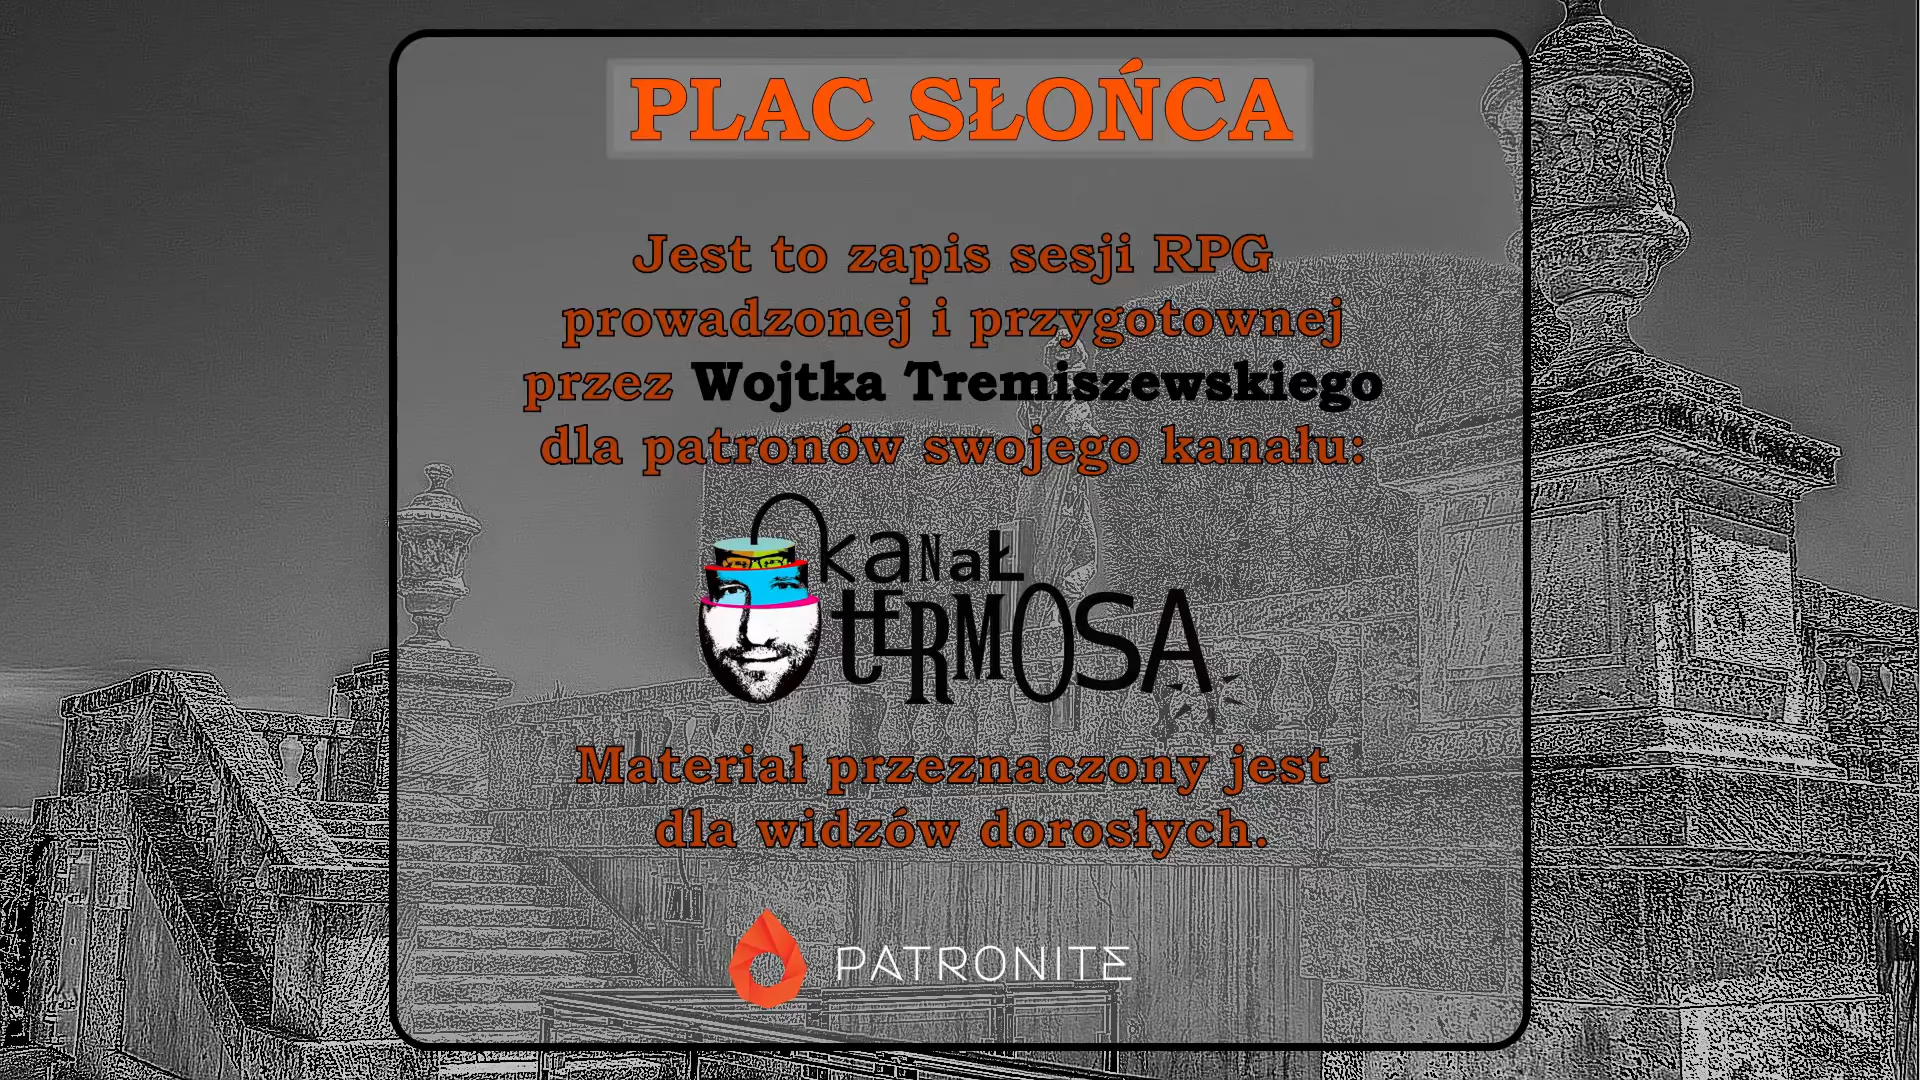 PLAC SŁOŃCA
Jest to zapis sesji RPG
prowadzonej i przygotownej
przez Wojtka Tremiszewskiego
dla patronów swojego kanału:
kaNaŁ
tERMOSA
Materiał przeznaczony jest
dla widzów dorosłych.
PATRONITE